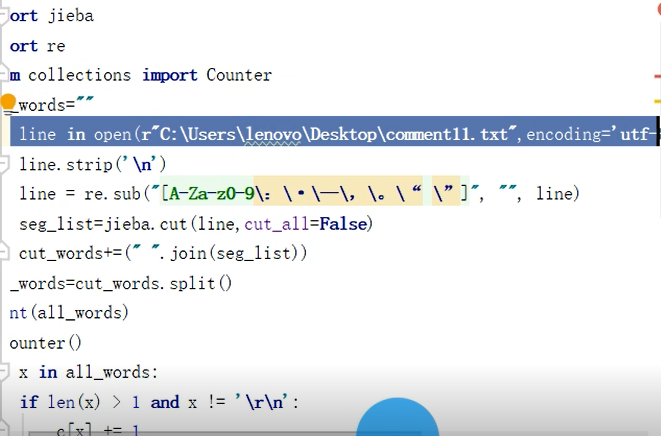 ort jieba
ort re
m collections import Counter
_words=""
line in open(r"C:\Users\lenovo\Desktop\comment11.txt",encoding='utf-
line.strip('\n')
line = re.sub("[A-Za-z0-9\:\·\—\,\。\“ \”]", "", line)
seg_list=jieba.cut(line,cut_all=False)
cut_words+=(" ".join(seg_list))
_words=cut_words.split()
nt(all_words)
ounter()
x in all_words:
if len(x) > 1 and x != '\r\n':
c[x] += 1